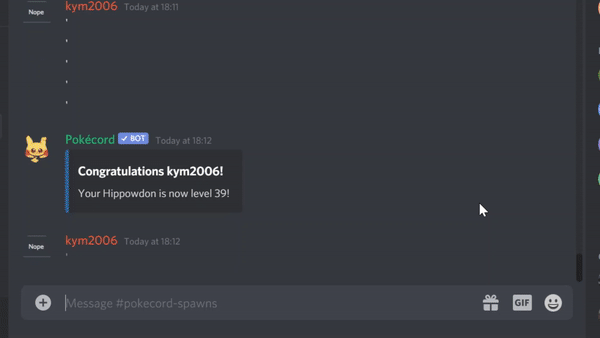 Nope
kym2006 Today at 18:11
'
'
'
'
'
Pokécord BOT Today at 18:12
Congratulations kym2006!
Your Hippowdon is now level 39!
Nope
kym2006 Today at 18:12
'
Message #pokecord-spawns
GIF